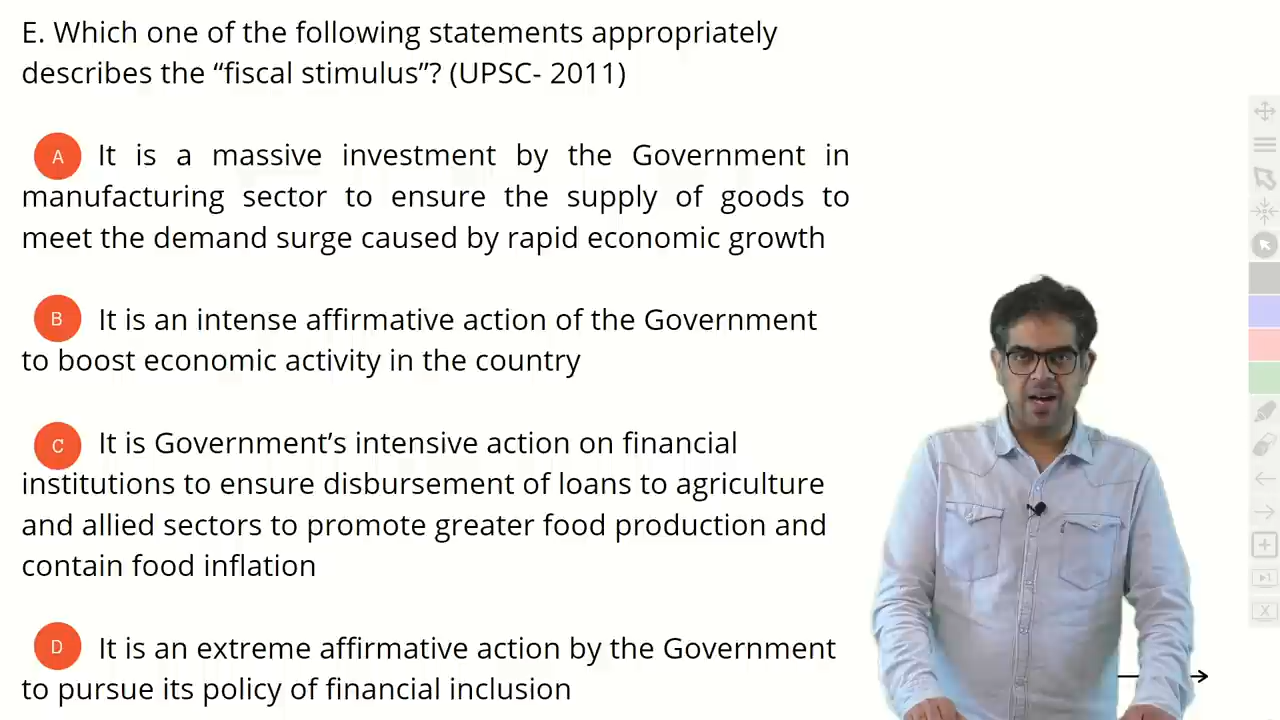 E. Which one of the following statements appropriately
describes the “fiscal stimulus”? (UPSC- 2011)
A It is a massive investment by the Government in
manufacturing sector to ensure the supply of goods to
meet the demand surge caused by rapid economic growth
B It is an intense affirmative action of the Government
to boost economic activity in the country
C It is Government’s intensive action on financial
institutions to ensure disbursement of loans to agriculture
and allied sectors to promote greater food production and
contain food inflation
D It is an extreme affirmative action by the Government
to pursue its policy of financial inclusion